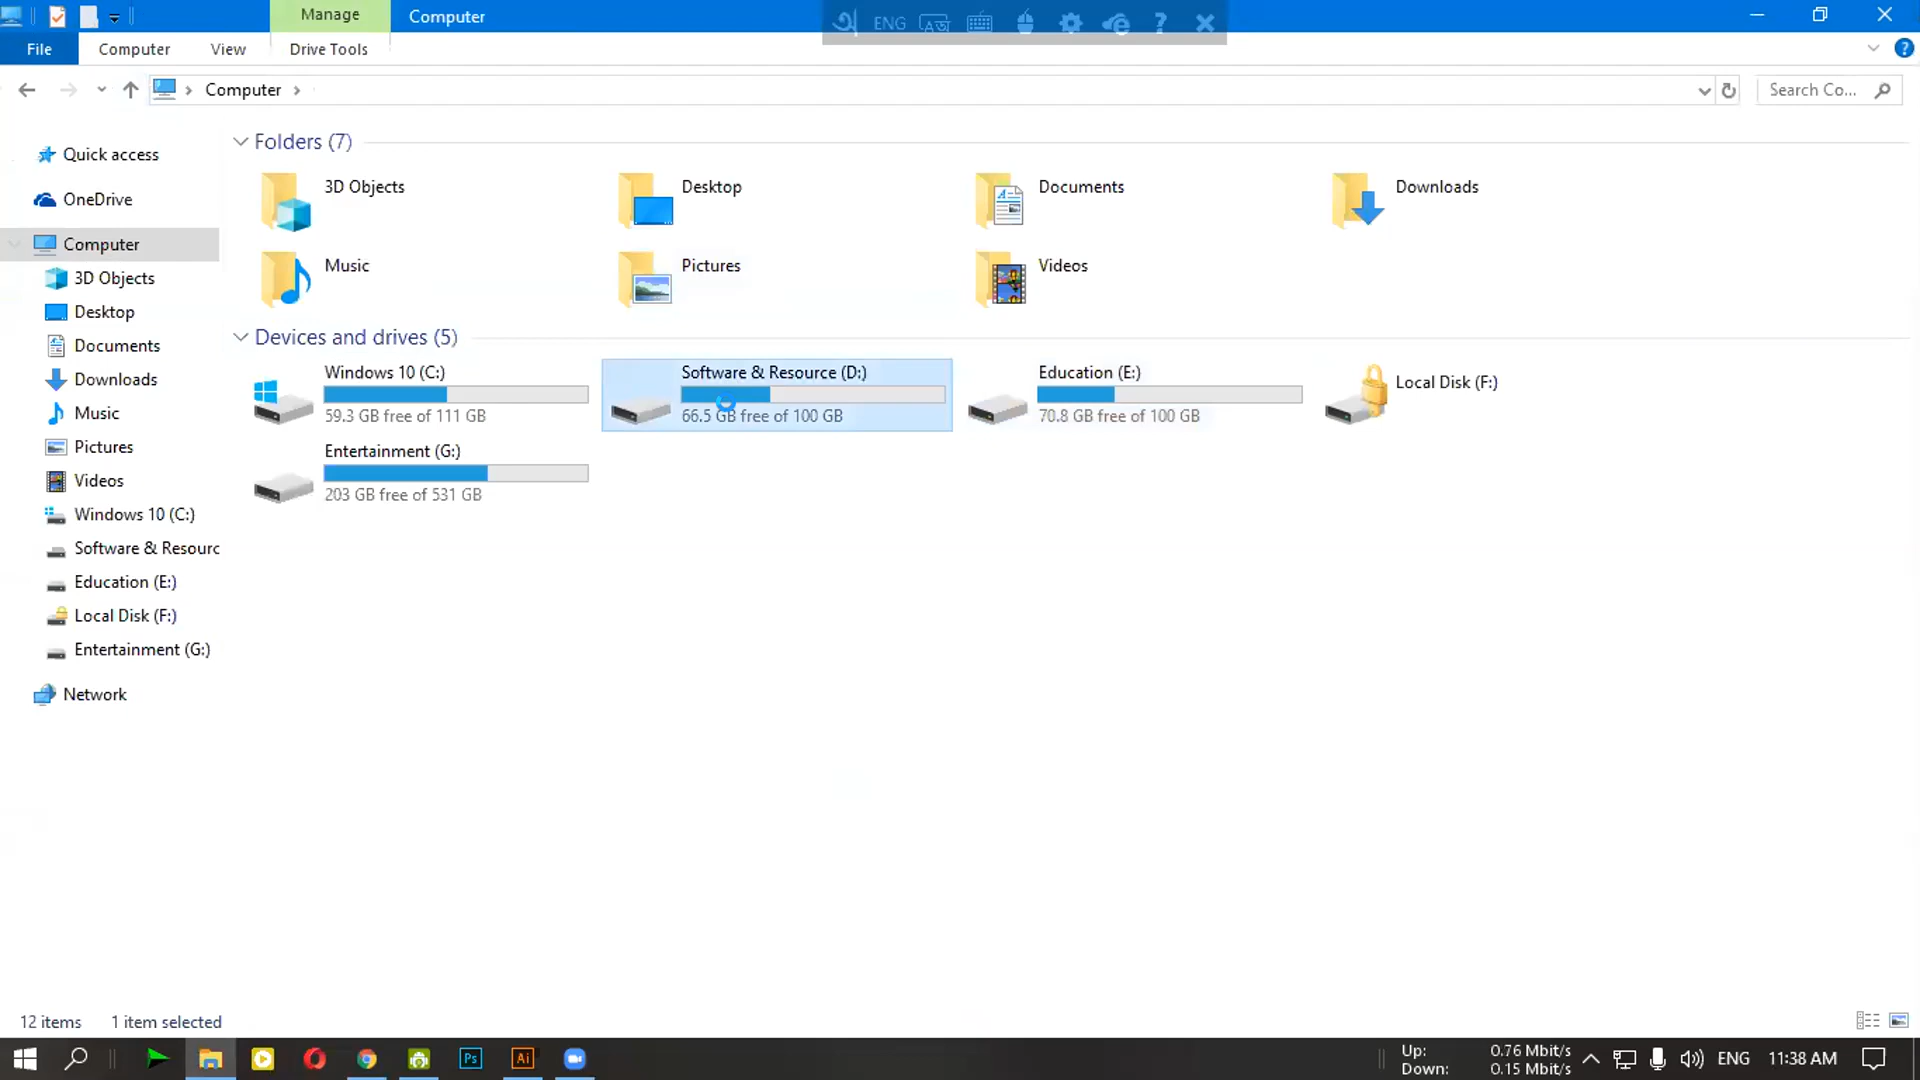 Manage
Computer
অ ENG
File
Computer
View
Drive Tools
Computer
Search Co...
Quick access
OneDrive
Computer
3D Objects
Desktop
Documents
Downloads
Music
Pictures
Videos
Windows 10 (C:)
Software & Resourc
Education (E:)
Local Disk (F:)
Entertainment (G:)
Network
Folders (7)
3D Objects
Desktop
Documents
Downloads
Music
Pictures
Videos
Devices and drives (5)
Windows 10 (C:)
59.3 GB free of 111 GB
Software & Resource (D:)
66.5 GB free of 100 GB
Education (E:)
70.8 GB free of 100 GB
Local Disk (F:)
Entertainment (G:)
203 GB free of 531 GB
12 items
1 item selected
Ps
Ai
Up: 0.76 Mbit/s
Down: 0.15 Mbit/s
ENG
11:38 AM